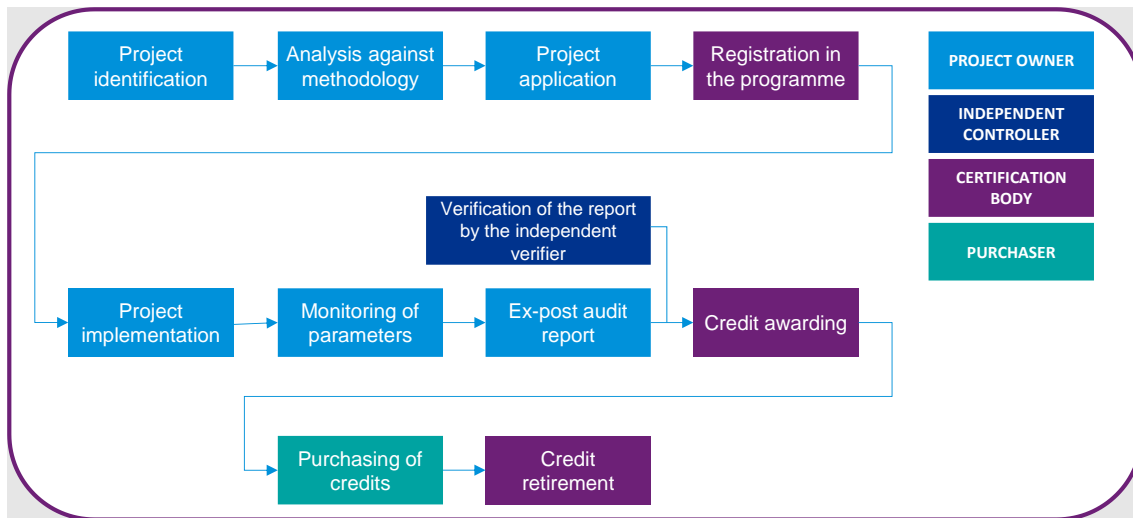 Project
identification
Analysis against
methodology
Project
application
Registration in
the programme
PROJECT OWNER
INDEPENDENT
CONTROLLER
CERTIFICATION
BODY
PURCHASER
Verification of the report
by the independent
verifier
Project
implementation
Monitoring of
parameters
Ex-post audit
report
Credit awarding
Purchasing of
credits
Credit
retirement